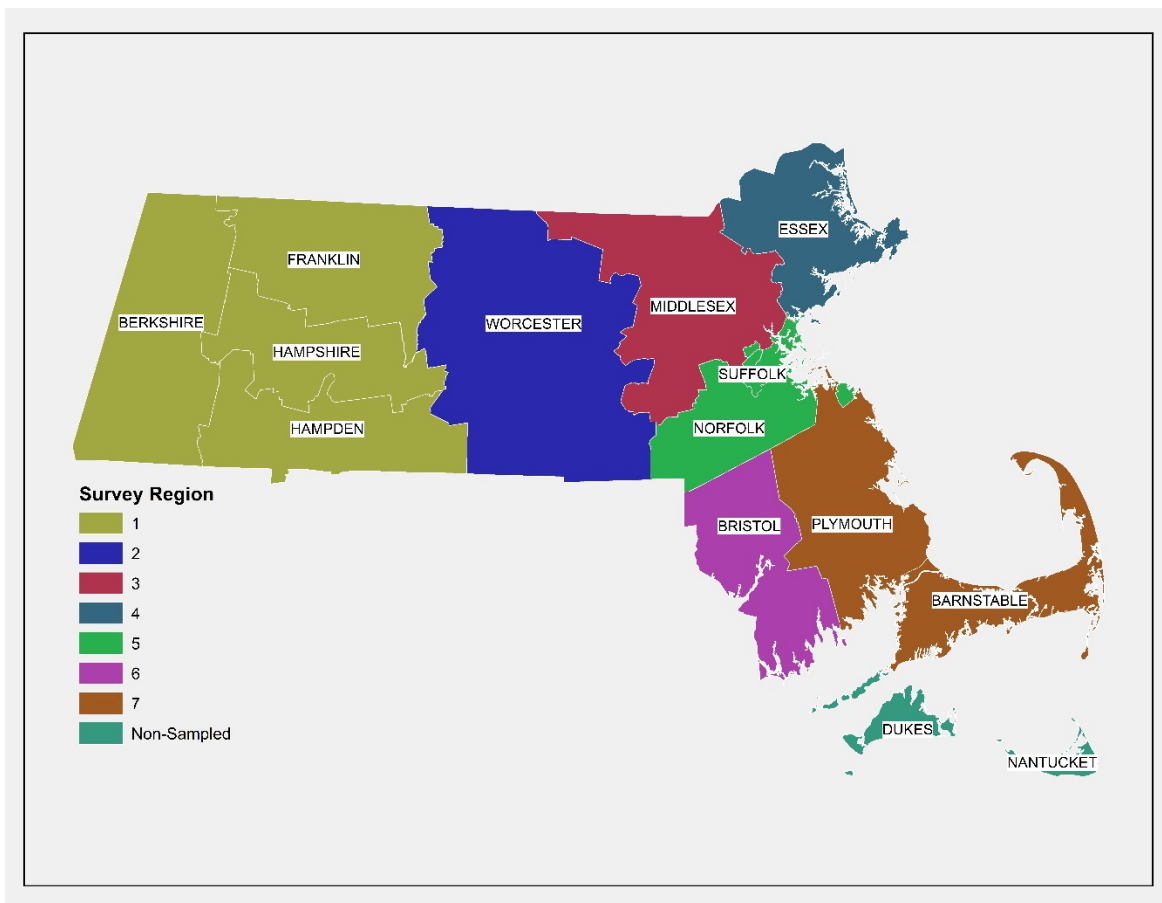 ESSEX
FRANKLIN
MIDDLESEX
BERKSHIRE
WORCESTER
HAMPSHIRE
SUFFOLK
HAMPDEN
NORFOLK
Survey Region
1
2
3
4
5
6
7
Non-Sampled
BRISTOL
PLYMOUTH
BARNSTABLE
DUKES
NANTUCKET